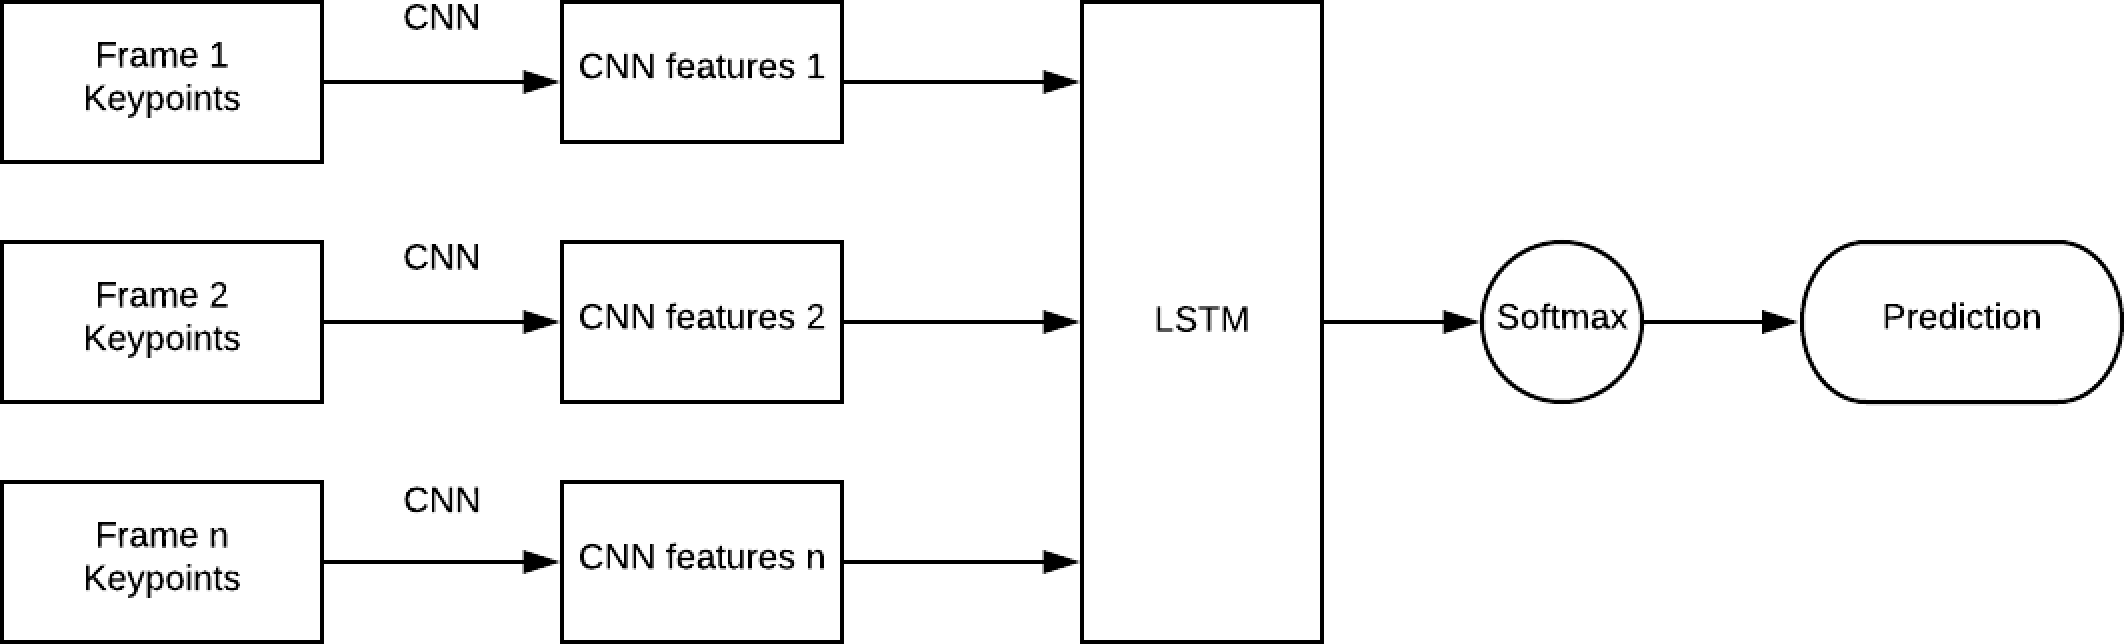 Frame 1
Keypoints
CNN
CNN features 1
Frame 2
Keypoints
CNN
CNN features 2
Frame n
Keypoints
CNN
CNN features n
LSTM
Softmax
Prediction